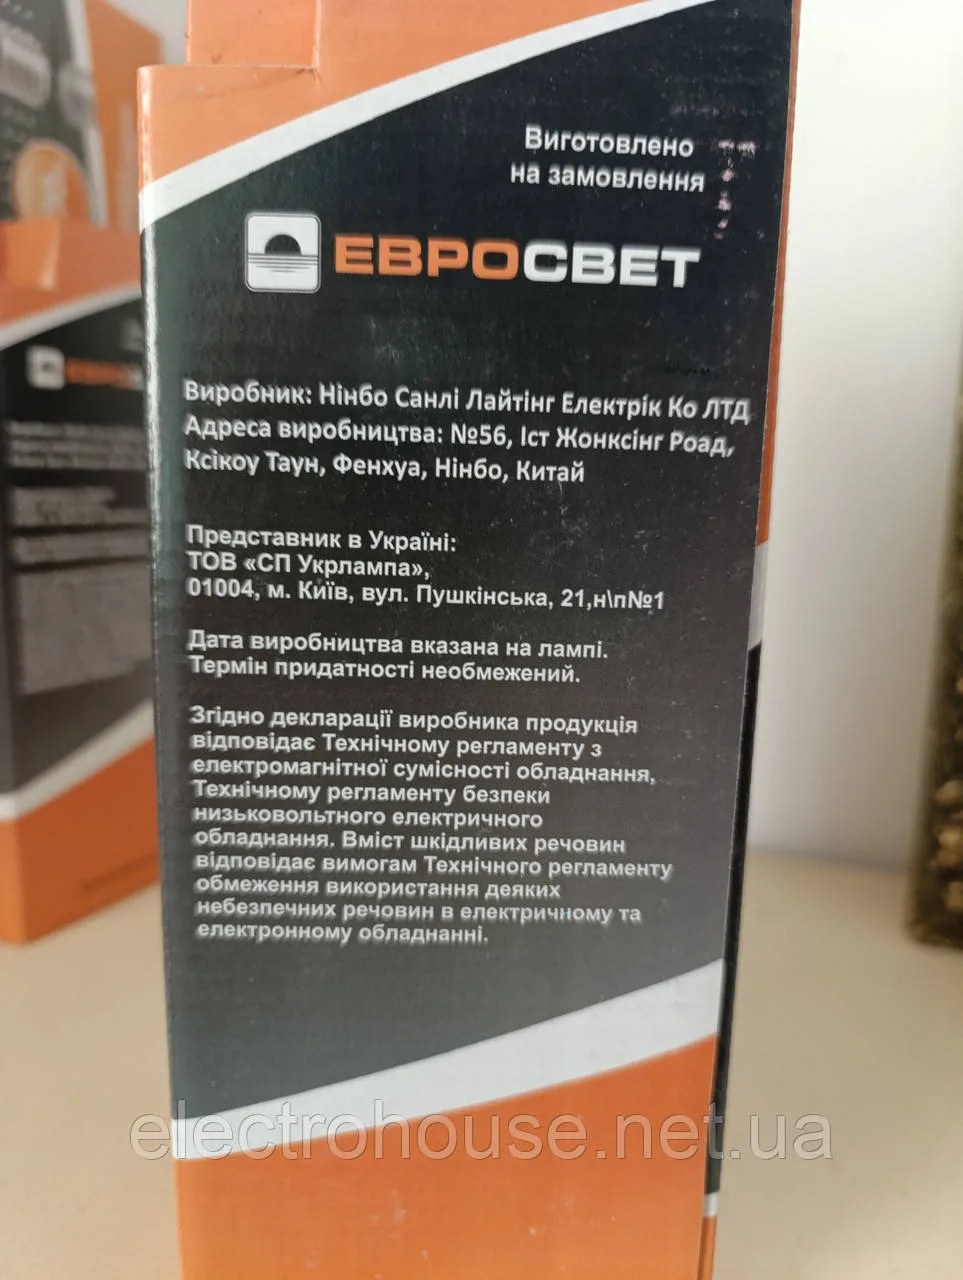 Виготовлено
на замовлення
ЕВРОСВЕТ
Виробник: Нінбо Санлі Лайтінг Електрік Ко ЛТД
Адреса виробництва: №56, Іст Жонксінг Роад,
Ксікоу Таун, Фенхуа, Нінбо, Китай
Представник в Україні:
ТОВ «СП Укрлампа»,
01004, м. Київ, вул. Пушкінська, 21,н\п№1
Дата виробництва вказана на лампі.
Термін придатності необмежений.
Згідно декларації виробника продукція
відповідає Технічному регламенту з
електромагнітної сумісності обладнання,
Технічному регламенту безпеки
низьковольтного електричного
обладнання. Вміст шкідливих речовин
відповідає вимогам Технічного регламенту
обмеження використання деяких
небезпечних речовин в електричному та
електронному обладнанні.
electrohouse.net.ua